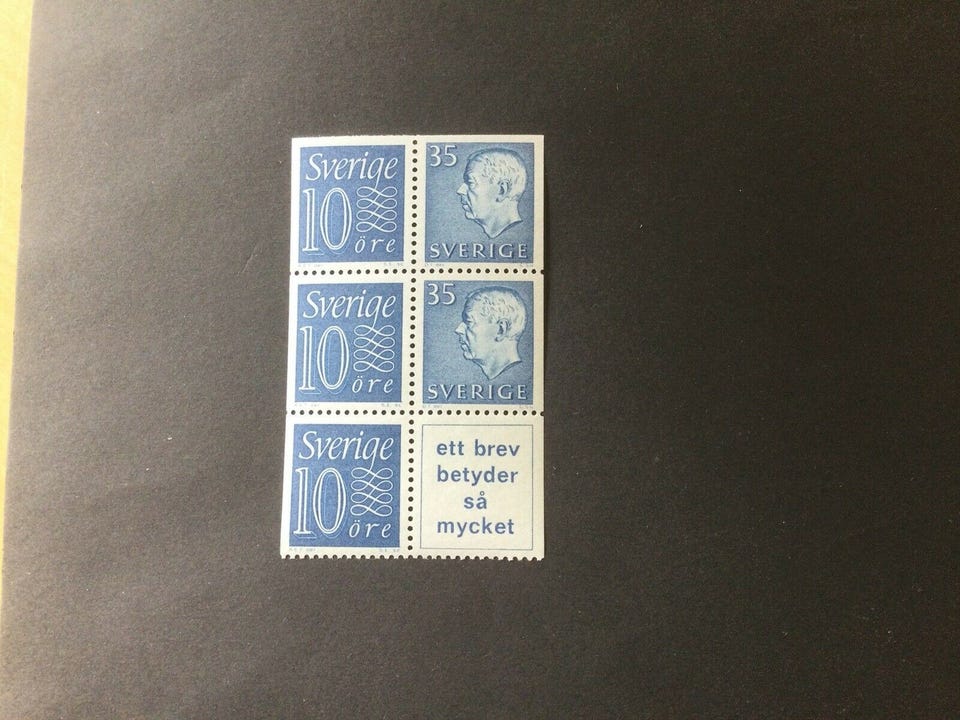 Sverige
10
öre
35
SVERIGE
Sverige
10
öre
35
SVERIGE
Sverige
10
öre
ett brev
betyder
så
mycket